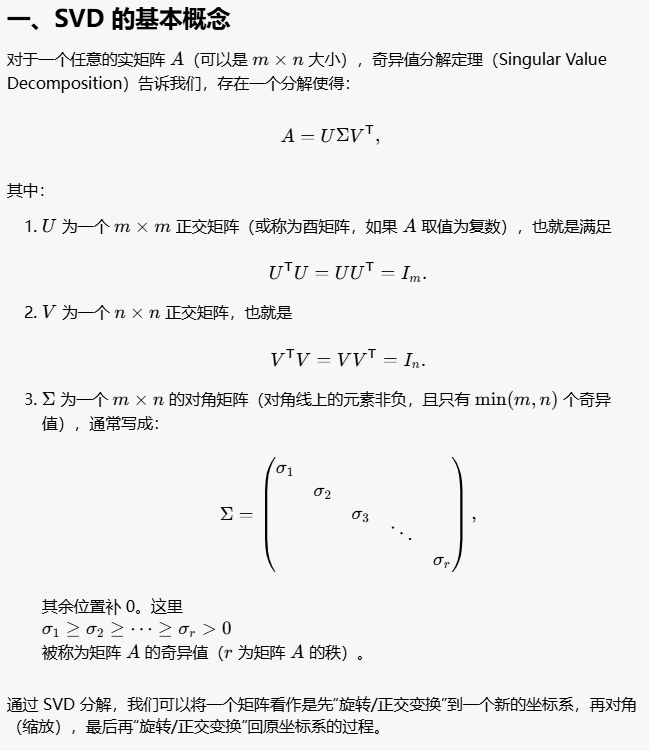 一、SVD 的基本概念
对于一个任意的实矩阵 A（可以是 m × n 大小）, 奇异值分解定理（Singular Value
Decomposition）告诉我们，存在一个分解使得：
A = UΣVᵀ,
其中：
1. U 为一个 m × m 正交矩阵（或称为酉矩阵，如果 A 取值为复数）, 也就是满足
UᵀU = UUᵀ = Iₘ.
2. V 为一个 n × n 正交矩阵，也就是
VᵀV = VVᵀ = Iₙ.
3. Σ 为一个 m × n 的对角矩阵（对角线上的元素非负，且只有 min(m, n) 个奇异
值）, 通常写成：
σ₁
σ₂
Σ = ( σ₃ ) ,
⋱
σᵣ
其余位置补 0。这里
σ₁ ≥ σ₂ ≥ ⋯ ≥ σᵣ > 0
被称为矩阵 A 的奇异值（r 为矩阵 A 的秩）。
通过 SVD 分解，我们可以将一个矩阵看作是先“旋转/正交变换”到一个新的坐标系，再对角
（缩放）, 最后再“旋转/正交变换”回原坐标系的过程。